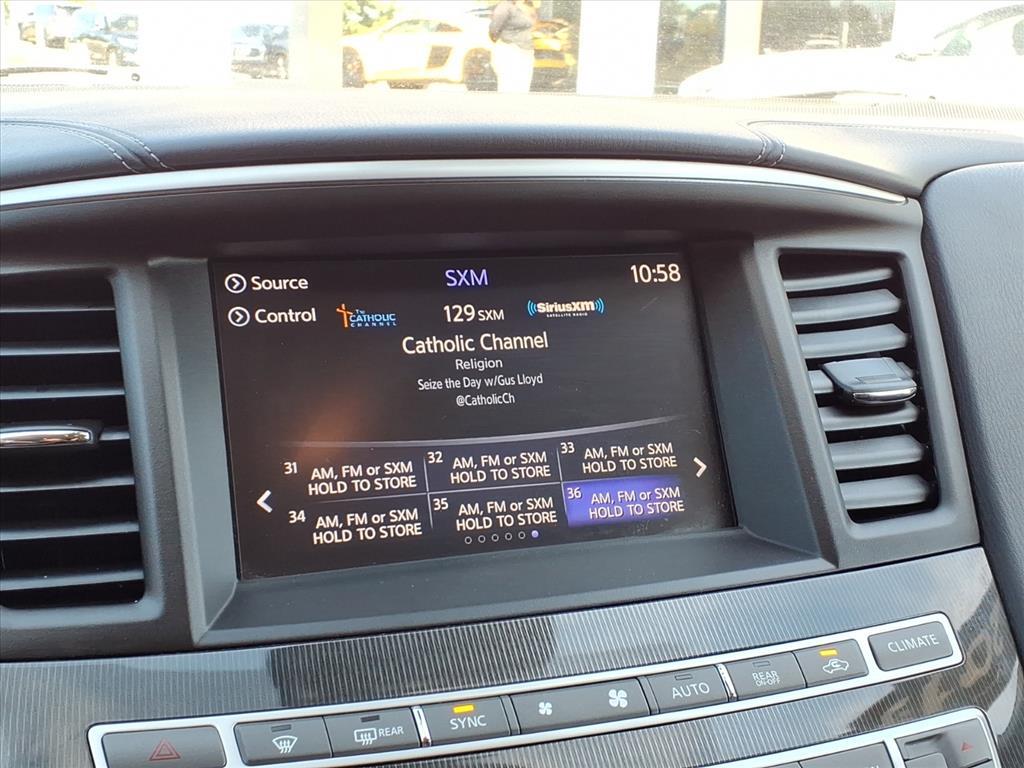 Source
SXM
10:58
Control
The
CATHOLIC
CHANNEL
129 SXM
SiriusXM
SATELLITE RADIO
Catholic Channel
Religion
Seize the Day w/Gus Lloyd
@CatholicCh
31 AM, FM or SXM
HOLD TO STORE
32 AM, FM or SXM
HOLD TO STORE
33 AM, FM or SXM
HOLD TO STORE
34 AM, FM or SXM
HOLD TO STORE
35 AM, FM or SXM
HOLD TO STORE
36 AM, FM or SXM
HOLD TO STORE
REAR
SYNC
AUTO
REAR
ON•OFF
CLIMATE